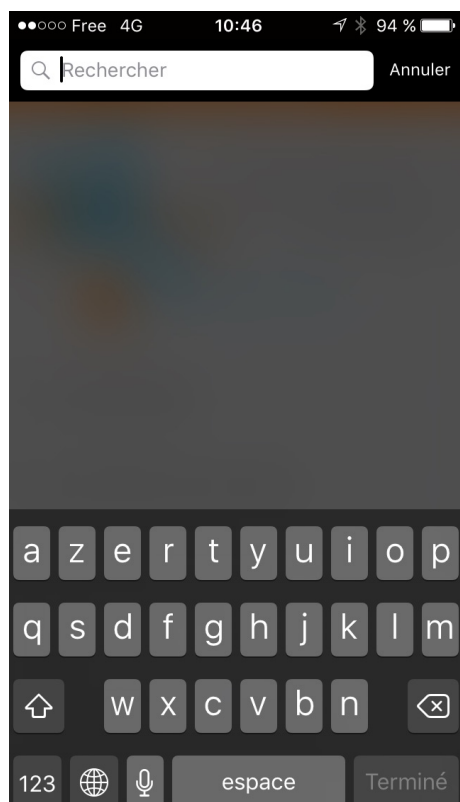 Free 4G 10:46 94 %
Rechercher Annuler
a z e r t y u i o p
q s d f g h j k l m
w x c v b n
123 espace Terminé